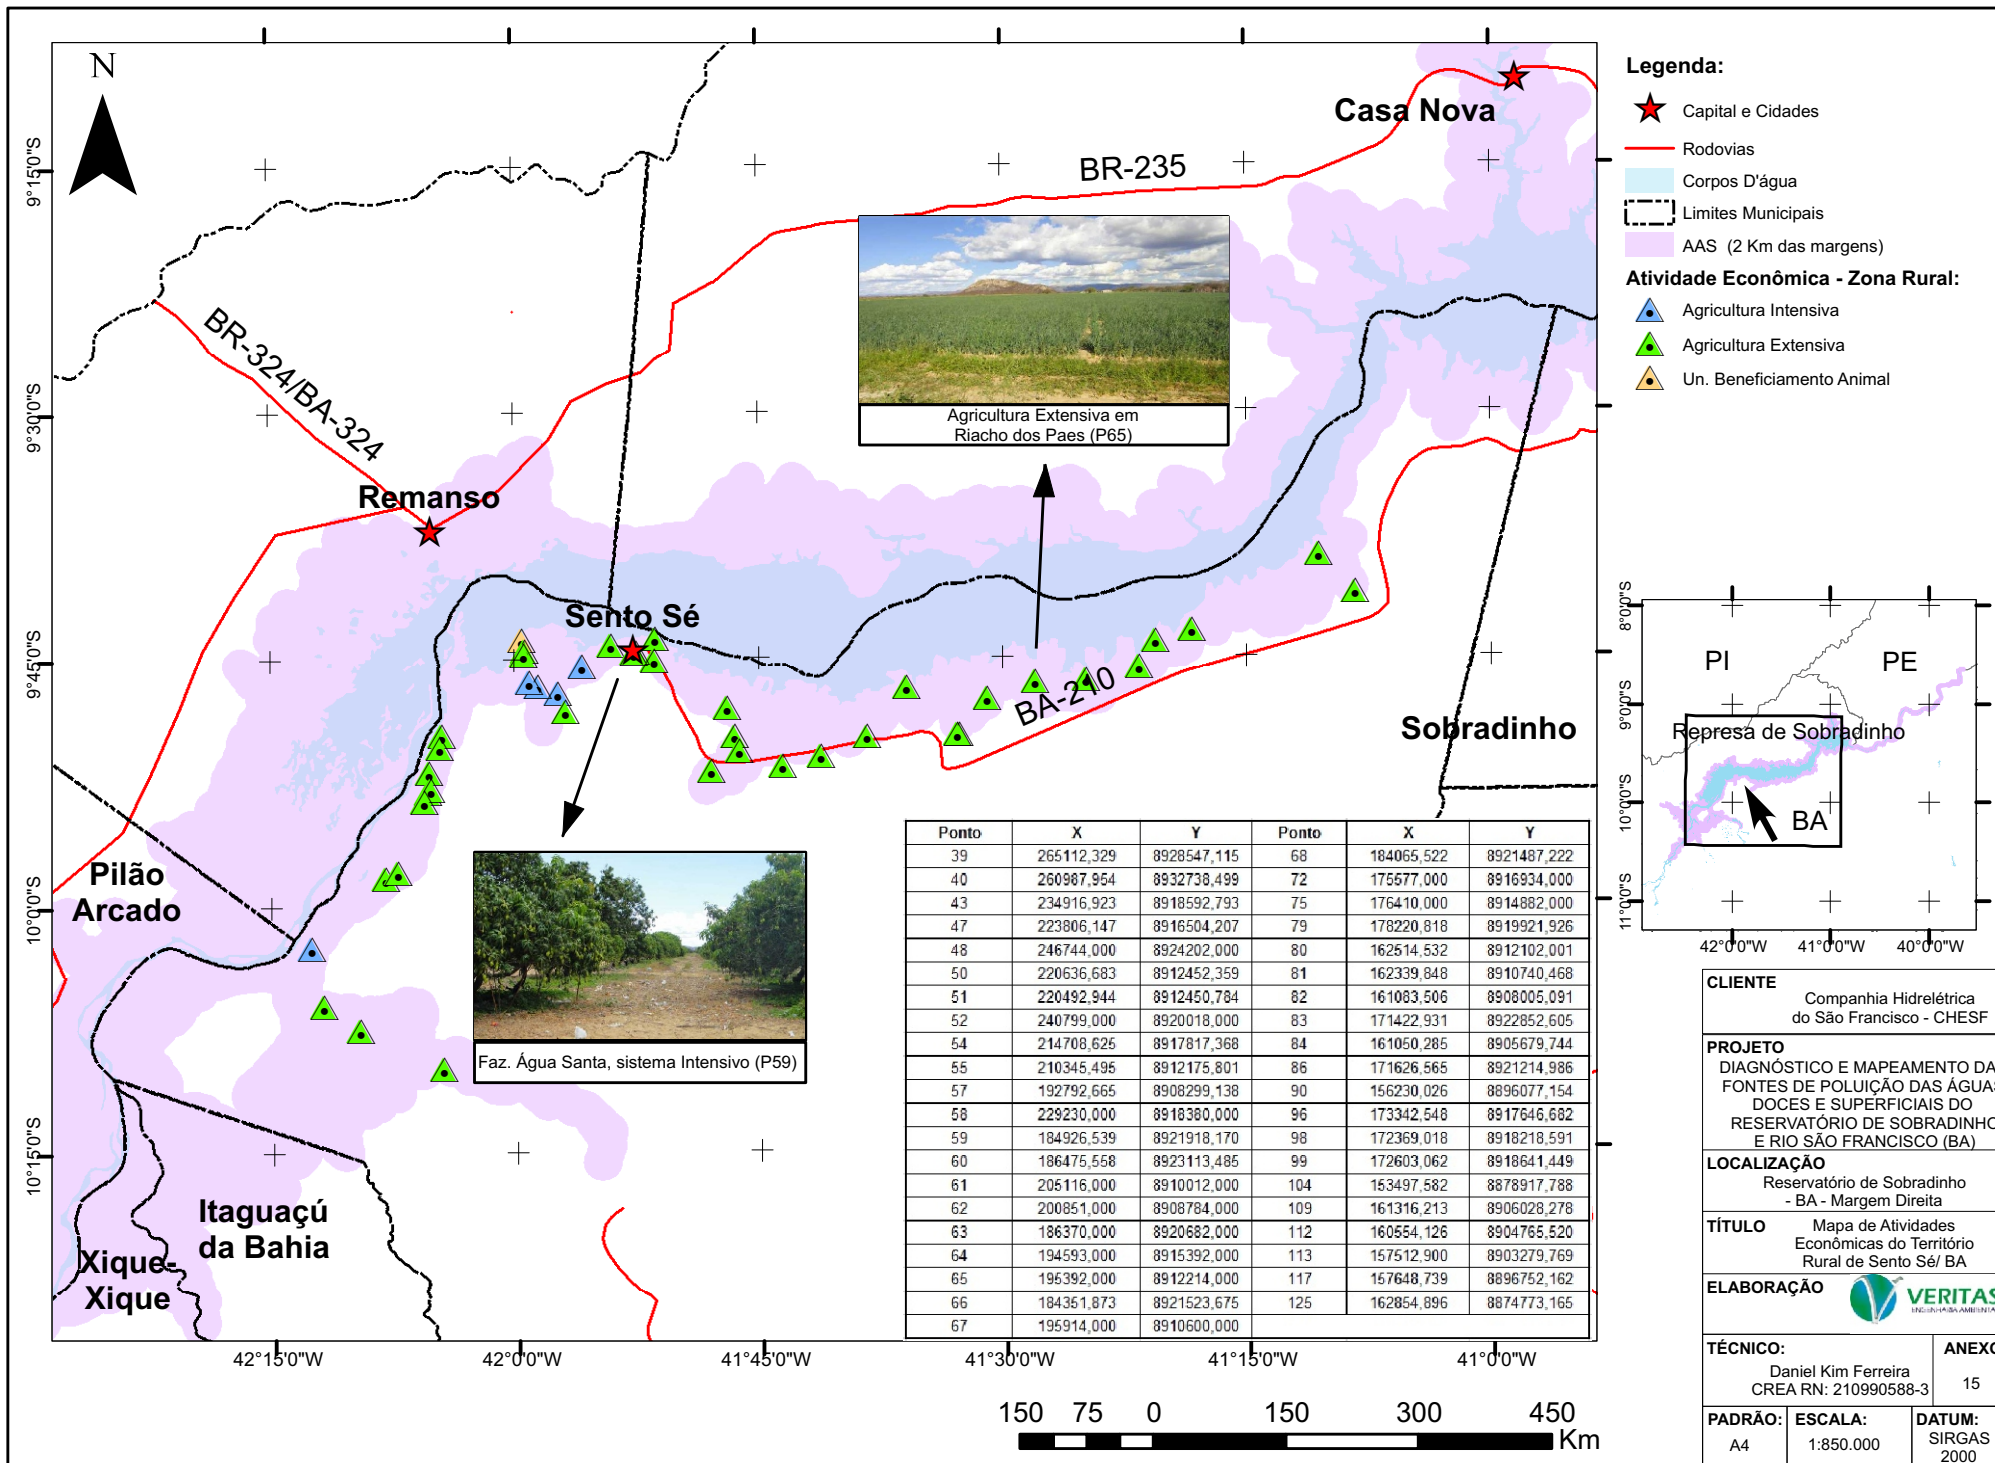 N
Casa Nova
BR-235
BR-324/BA-324
Remanso
Sento Sé
BA-210
Sobradinho
Pilão
Arcado
Itaguaçú
da Bahia
Xique-
Xique
Agricultura Extensiva em
Riacho dos Paes (P65)
Faz. Água Santa, sistema Intensivo (P59)
9°15'0"S
9°30'0"S
9°45'0"S
10°0'0"S
10°15'0"S
42°15'0"W 42°0'0"W 41°45'0"W 41°30'0"W 41°15'0"W 41°0'0"W
Ponto X Y Ponto X Y
39 265112,329 8928547,115 68 184065,522 8921487,222
40 260987,954 8932738,499 72 175577,000 8916934,000
43 234916,923 8918592,793 75 176410,000 8914882,000
47 223806,147 8916504,207 79 178220,818 8919921,926
48 246744,000 8924202,000 80 162514,532 8912102,001
50 220636,683 8912452,359 81 162339,848 8910740,468
51 220492,944 8912450,784 82 161083,506 8908005,091
52 240799,000 8920018,000 83 171422,931 8922852,605
54 214708,625 8917817,368 84 161050,285 8905679,744
55 210345,495 8912175,801 86 171626,565 8921214,986
57 192792,665 8908299,138 90 156230,026 8896077,154
58 229230,000 8918380,000 96 173342,548 8917646,682
59 184926,539 8921918,170 98 172369,018 8918218,591
60 186475,558 8923113,485 99 172603,062 8918641,449
61 205116,000 8910012,000 104 153497,582 8878917,788
62 200851,000 8908784,000 109 161316,213 8906028,278
63 186370,000 8920682,000 112 160554,126 8904765,520
64 194593,000 8915392,000 113 157512,900 8903279,769
65 195392,000 8912214,000 117 157648,739 8896752,162
66 184351,873 8921523,675 125 162854,896 8874773,165
67 195914,000 8910600,000
150 75 0 150 300 450
Km
Legenda:
Capital e Cidades
Rodovias
Corpos D'água
Limites Municipais
AAS (2 Km das margens)
Atividade Econômica - Zona Rural:
Agricultura Intensiva
Agricultura Extensiva
Un. Beneficiamento Animal
8°0'0"S
9°0'0"S
10°0'0"S
11°0'0"S
PI PE
Represa de Sobradinho
BA
42°0'0"W 41°0'0"W 40°0'0"W
CLIENTE
Companhia Hidrelétrica
do São Francisco - CHESF
PROJETO
DIAGNÓSTICO E MAPEAMENTO DA
FONTES DE POLUIÇÃO DAS ÁGUAS
DOCES E SUPERFICIAIS DO
RESERVATÓRIO DE SOBRADINHO
E RIO SÃO FRANCISCO (BA)
LOCALIZAÇÃO
Reservatório de Sobradinho
- BA - Margem Direita
TÍTULO
Mapa de Atividades
Econômicas do Território
Rural de Sento Sé/ BA
ELABORAÇÃO
VERITAS
ENGENHARIA AMBIENTAL
TÉCNICO:
Daniel Kim Ferreira
CREA RN: 210990588-3
ANEXO
15
PADRÃO:
A4
ESCALA:
1:850.000
DATUM:
SIRGAS
2000